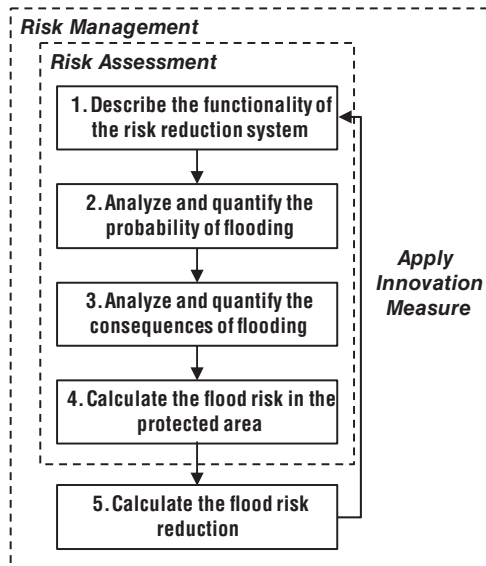 Risk Management
Risk Assessment
1. Describe the functionality of
the risk reduction system
2. Analyze and quantify the
probability of flooding
3. Analyze and quantify the
consequences of flooding
4. Calculate the flood risk in the
protected area
5. Calculate the flood risk
reduction
Apply
Innovation
Measure